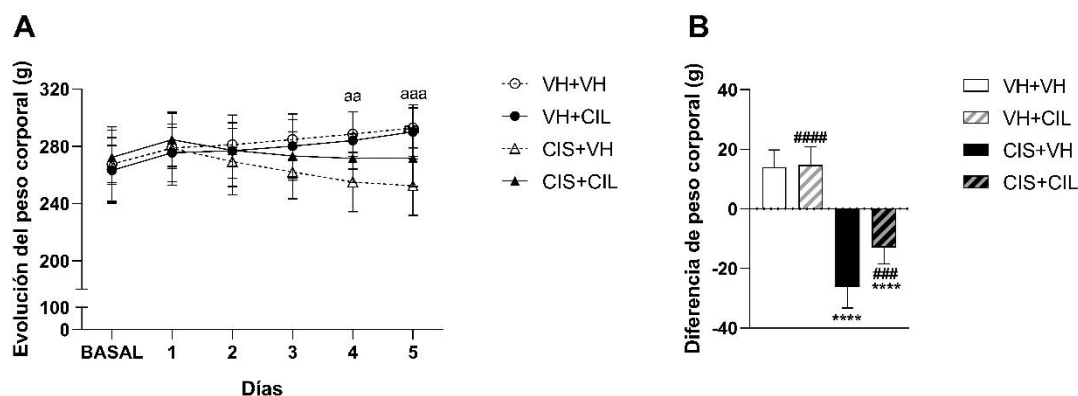 A
Evolución del peso corporal (g)
320
280
240
200
100
0
aa
aaa
BASAL
1
2
3
4
5
Días
VH+VH
VH+CIL
CIS+VH
CIS+CIL
B
Diferencia de peso corporal (g)
40
20
0
-20
-40
####
****
###
****
VH+VH
VH+CIL
CIS+VH
CIS+CIL